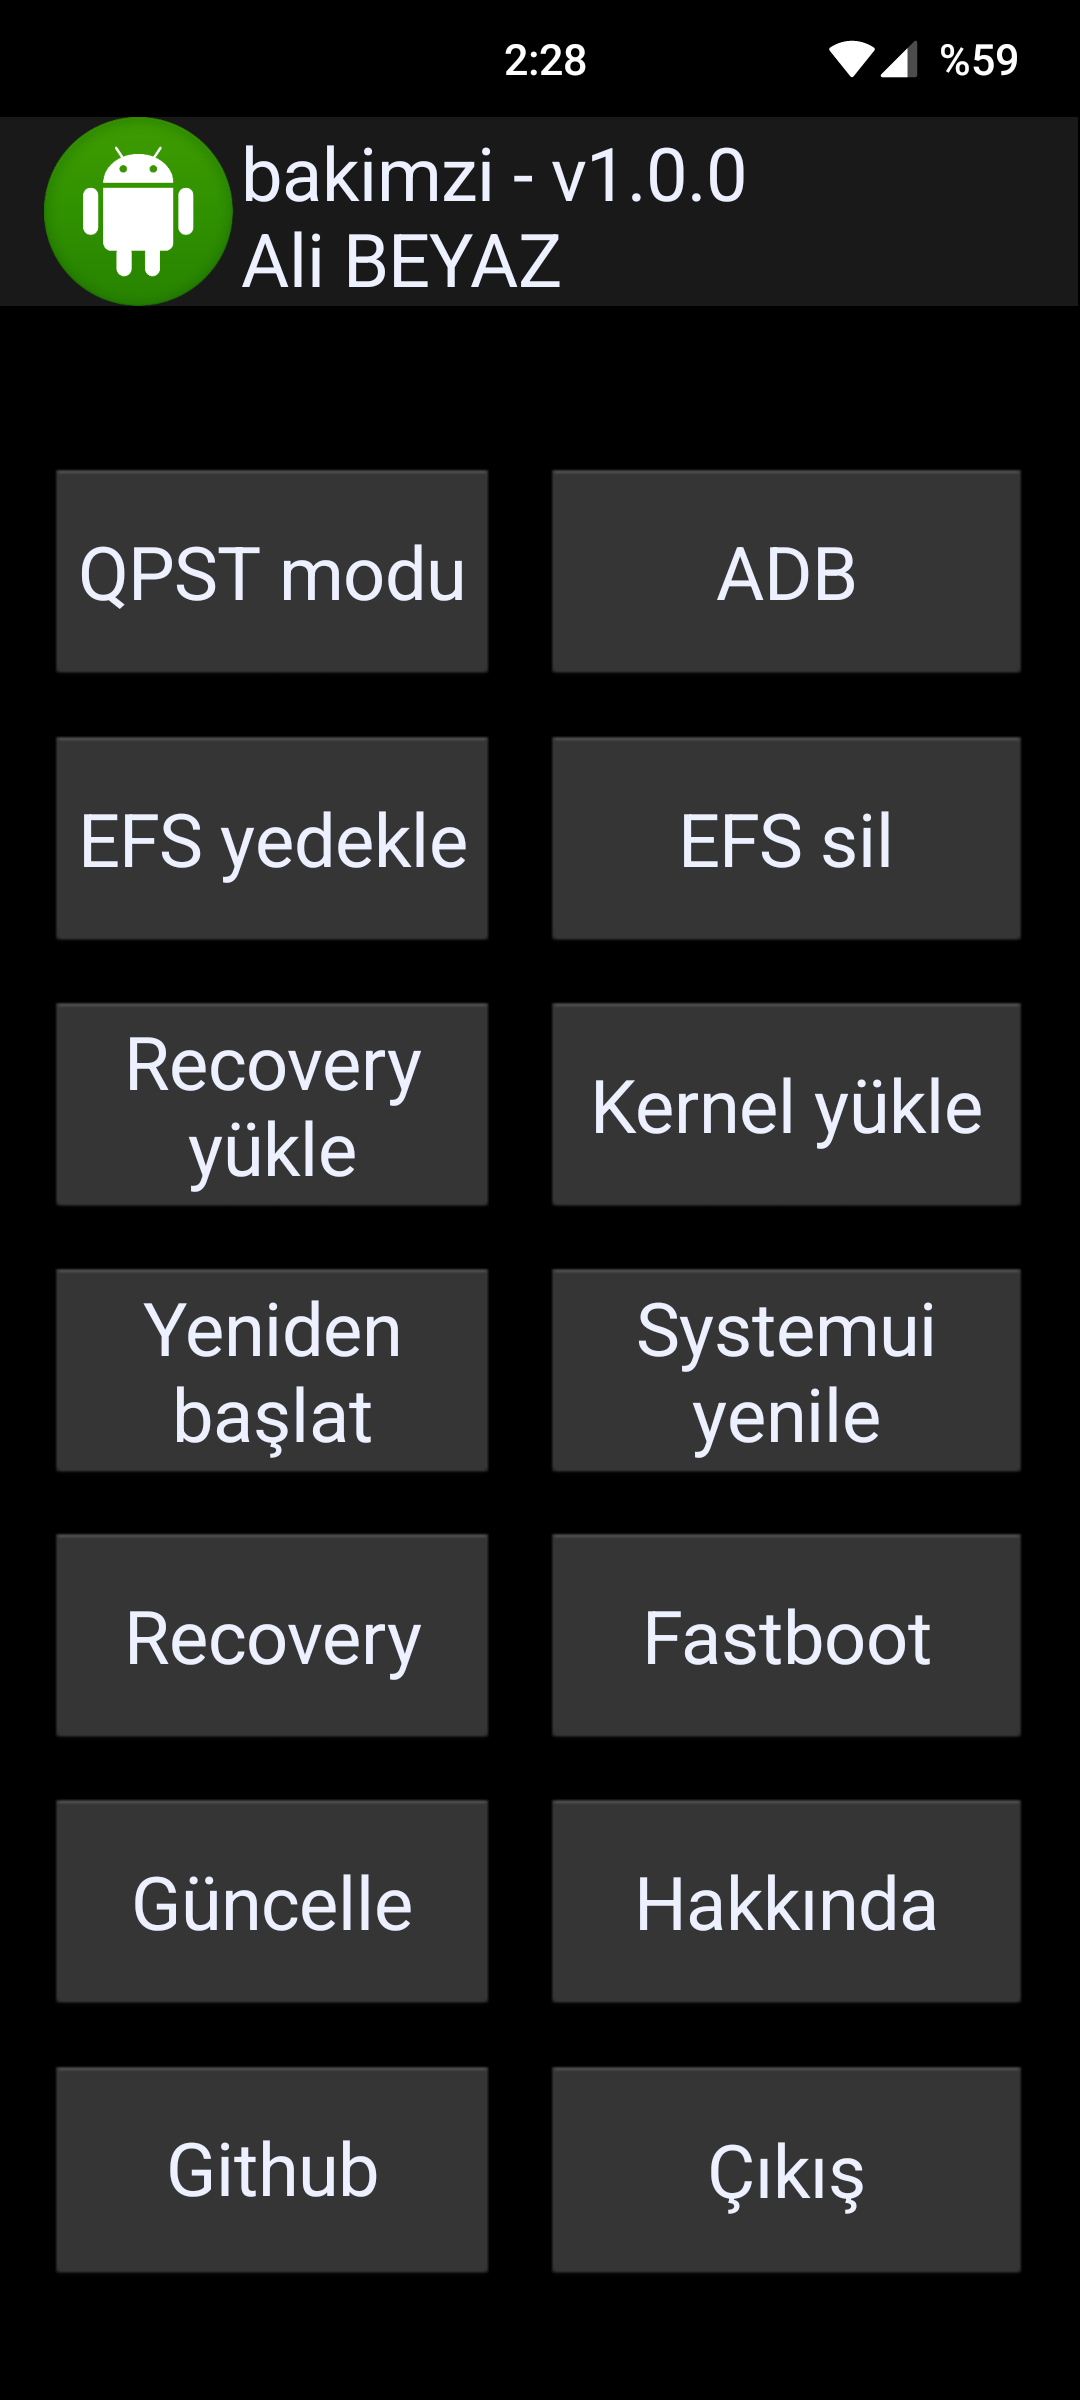 2:28
%59
bakimzi - v1.0.0
Ali BEYAZ
QPST modu
ADB
EFS yedekle
EFS sil
Recovery
yükle
Kernel yükle
Yeniden
başlat
Systemui
yenile
Recovery
Fastboot
Güncelle
Hakkında
Github
Çıkış